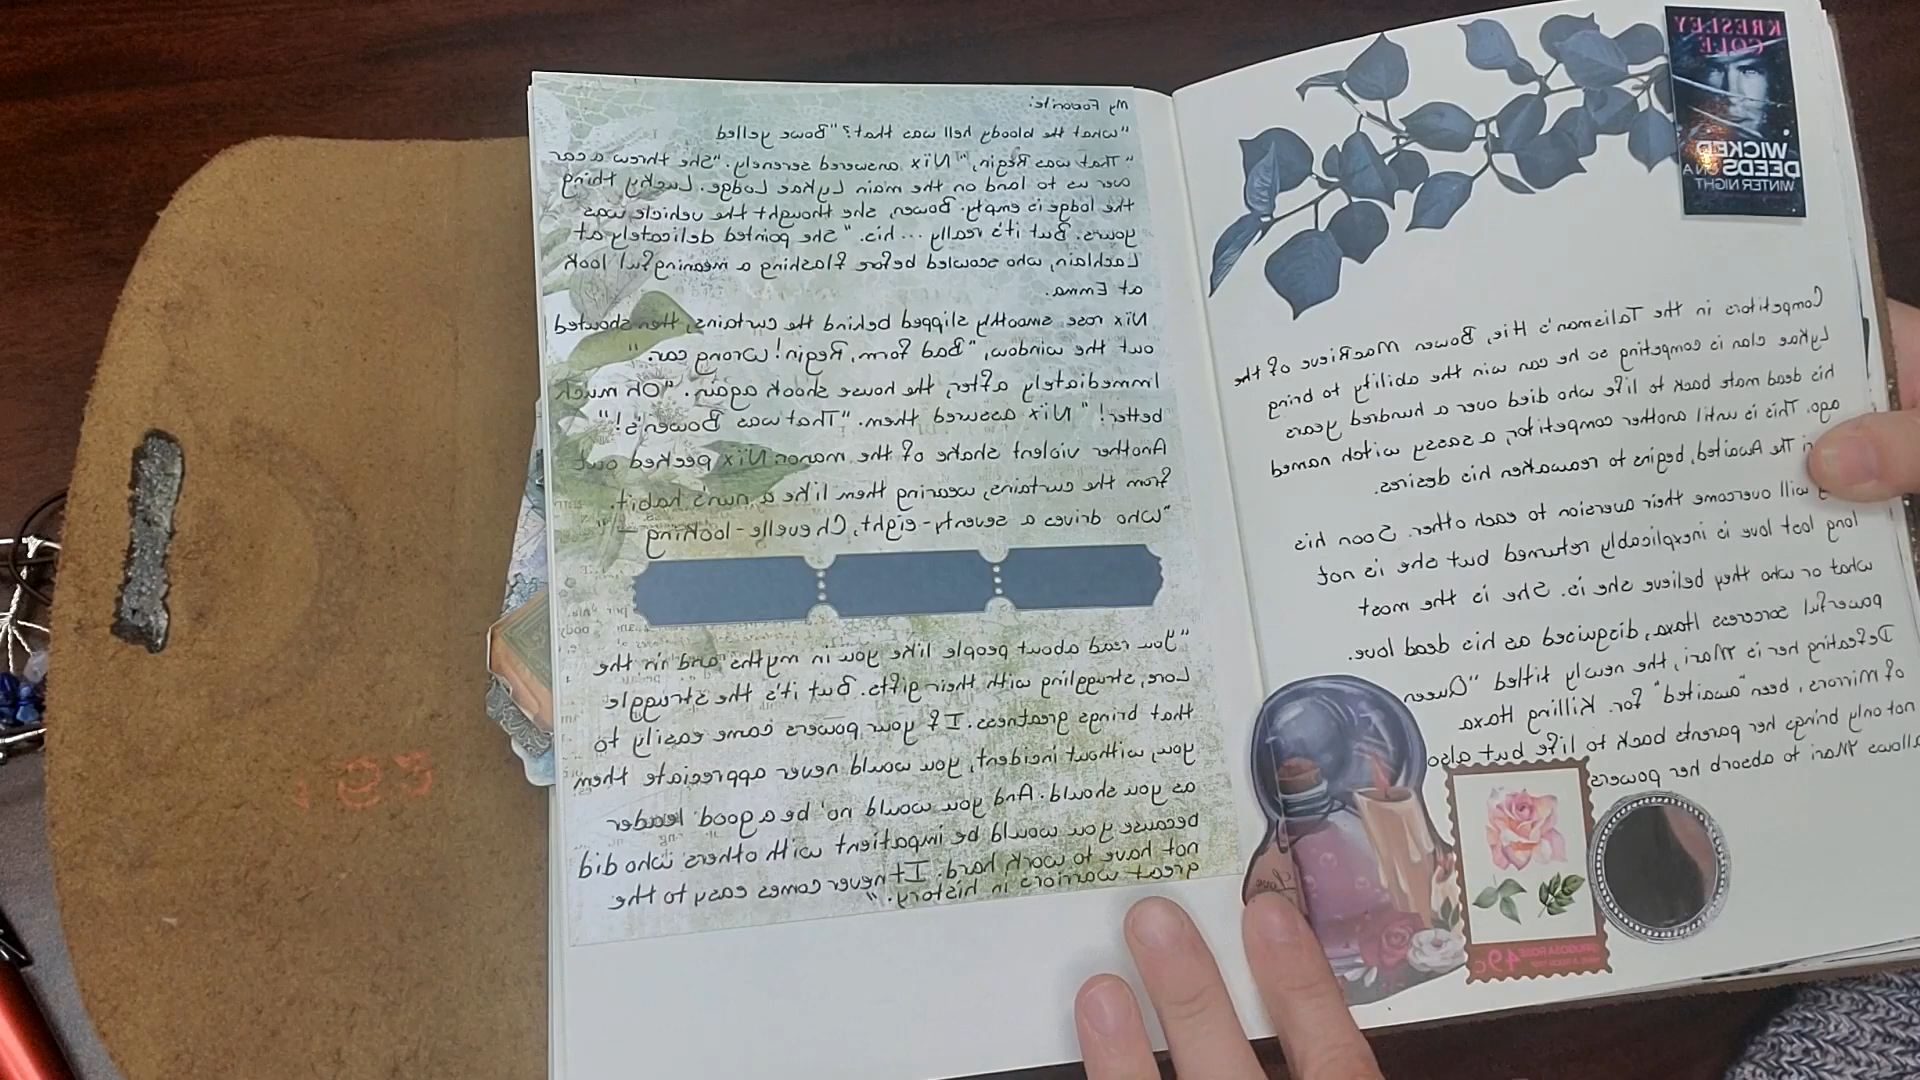 KRESLEY
COLE
WICKED
DEEDS ON A
WINTER NIGHT
Competitors in the Talisman's Hie, Bowen MacRieve of the
Lykae clan is competing so he can win the ability to bring
his dead mate back to life who died over a hundred years
ago. This is until another competitor, a sassy witch named
The Awaited, begins to reawaken his desires.
will overcome their aversion to each other. Soon his
long lost love is inexplicably returned but she is not
what or who they believe she is. She is the most
powerful sorceress Haxa, disguised as his dead love.
Defeating her is Mari, the newly titled "Queen
of Mirrors, been "awaited" for. Killing Haxa
not only brings her parents back to life but also
allows Mari to absorb her powers
Love
RUGOSA ROSE
49c
My Favorite:
"What the bloody hell was that?" Bowe yelled
"That was Regin," Nix answered serenely. "She threw a car
over us to land on the main Lykae Lodge. Lucky thing
the lodge is empty. Bowen, she thought the vehicle was
yours. But it's really ... his." She pointed delicately at
Lachlain, who scowled before flashing a meaningful look
at Emma.
Nix rose smoothly slipped behind the curtains, then shouted
out the window, "Bad form, Regin! Wrong car."
Immediately after, the house shook again. "Oh much
better!" Nix assured them. "That was Bowen's!"
Another violent shake of the manor. Nix peeked out
from the curtains, wearing them like a nun's habit.
"Who drives a seventy-eight, Chevelle-looking —"
"You read about people like you in myths and in the
Lore, struggling with their gifts. But it's the struggle
that brings greatness. If your powers came easily to
you, without incident, you would never appreciate them
as you should. And you would no' be a good leader
because you would be impatient with others who did
not have to work hard. It never comes easy to the
great warriors in history."